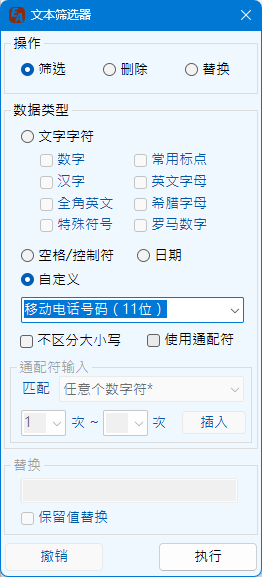 文本筛选器
操作
筛选 删除 替换
数据类型
文字字符
数字 常用标点
汉字 英文字母
全角英文 希腊字母
特殊符号 罗马数字
空格/控制符 日期
自定义
移动电话号码（11位）
不区分大小写 使用通配符
通配符输入
匹配 任意个数字符*
1 次 ~ 次 插入
替换
保留值替换
撤销 执行